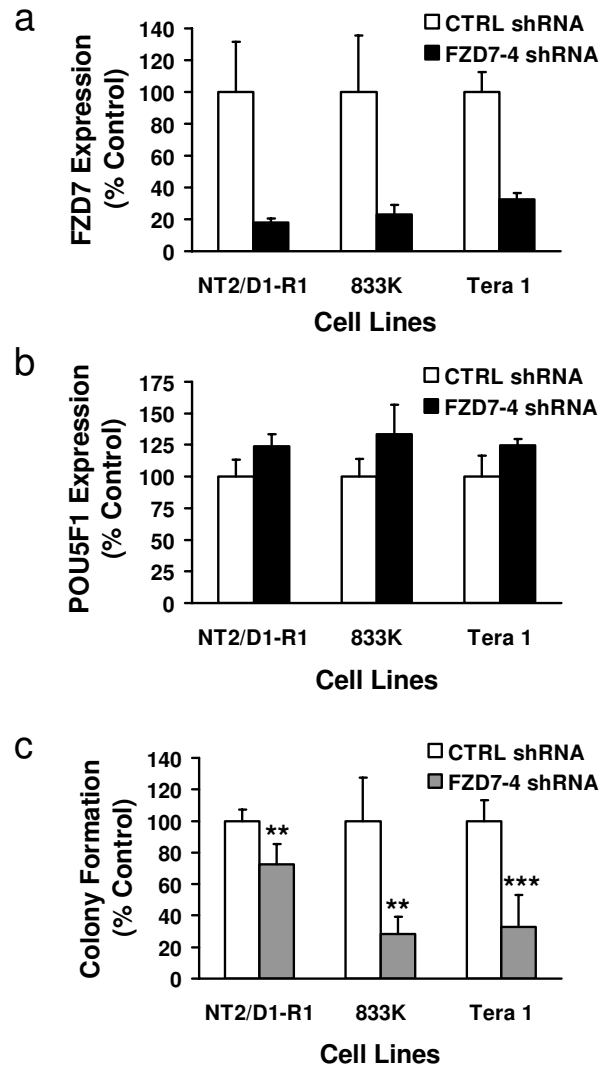 a
CTRL shRNA
FZD7-4 shRNA
FZD7 Expression
(% Control)
140
120
100
80
60
40
20
0
NT2/D1-R1 833K Tera 1
Cell Lines
b
CTRL shRNA
FZD7-4 shRNA
POU5F1 Expression
(% Control)
175
150
125
100
75
50
25
0
NT2/D1-R1 833K Tera 1
Cell Lines
c
CTRL shRNA
FZD7-4 shRNA
Colony Formation
(% Control)
140
120
100
80
60
40
20
0
** ** ***
NT2/D1-R1 833K Tera 1
Cell Lines